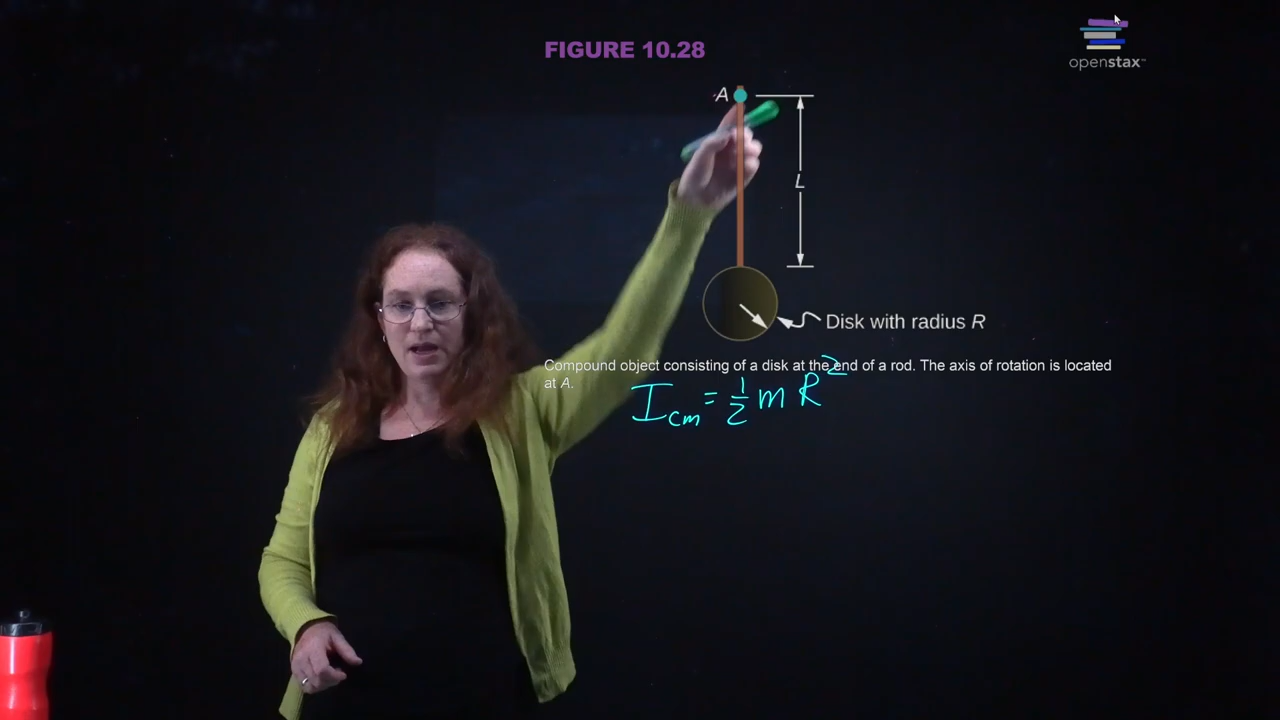 FIGURE 10.28
openstax™
A
L
Disk with radius R
Compound object consisting of a disk at the end of a rod. The axis of rotation is located
at A.
I_cm = 1/2 m R^2